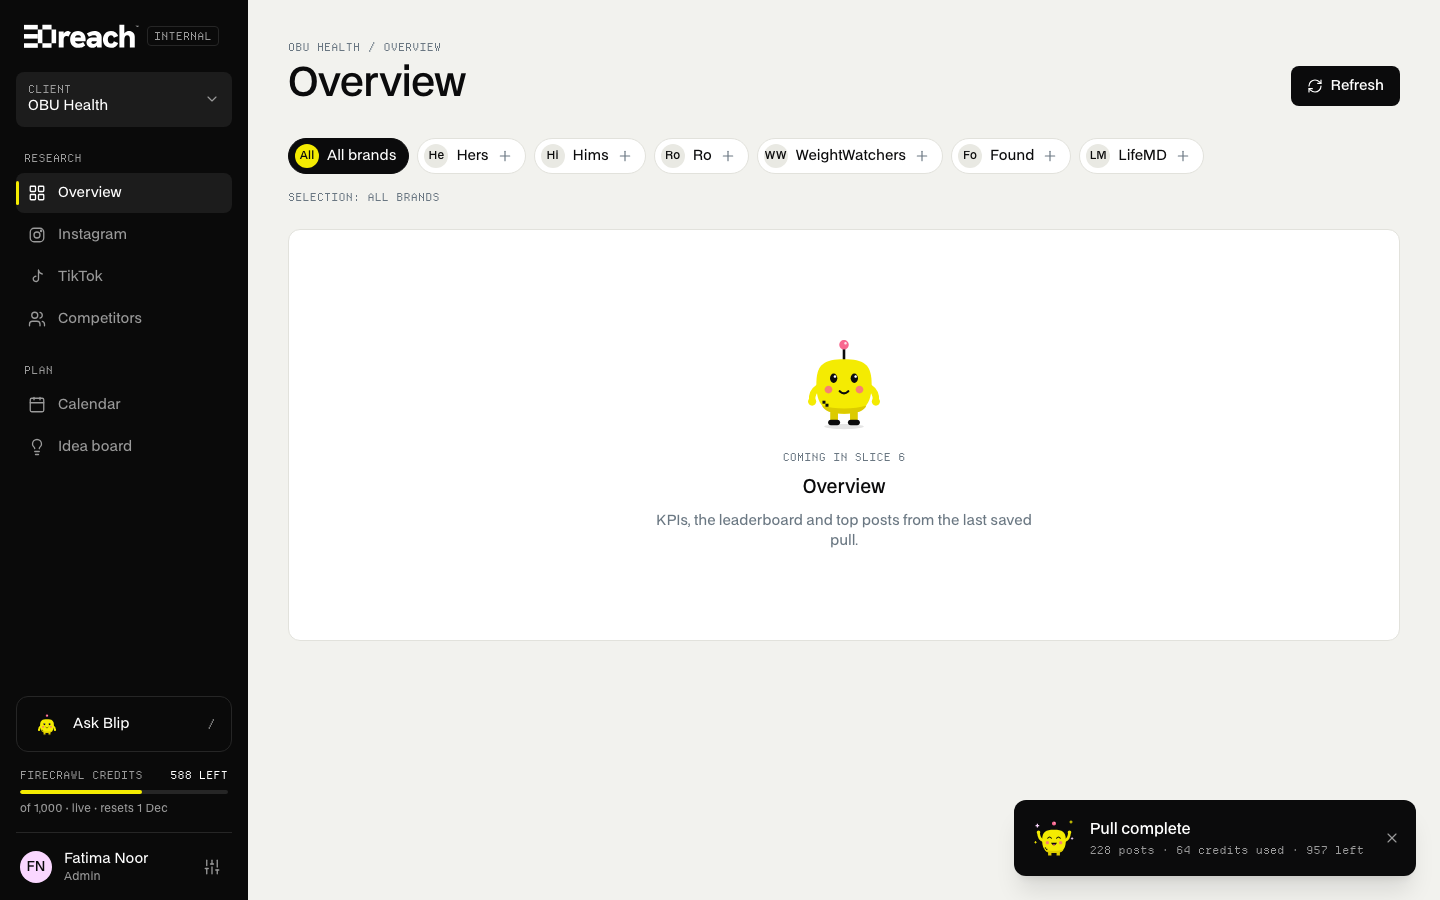 reach
INTERNAL
CLIENT
OBU Health
RESEARCH
Overview
Instagram
TikTok
Competitors
PLAN
Calendar
Idea board
Ask Blip /
FIRECRAWL CREDITS 588 LEFT
of 1,000 · live · resets 1 Dec
FN
Fatima Noor
Admin
OBU HEALTH / OVERVIEW
Overview
Refresh
All All brands
He Hers +
HI Hims +
Ro Ro +
WW WeightWatchers +
Fo Found +
LM LifeMD +
SELECTION: ALL BRANDS
COMING IN SLICE 6
Overview
KPIs, the leaderboard and top posts from the last saved
pull.
Pull complete
228 posts · 64 credits used · 957 left